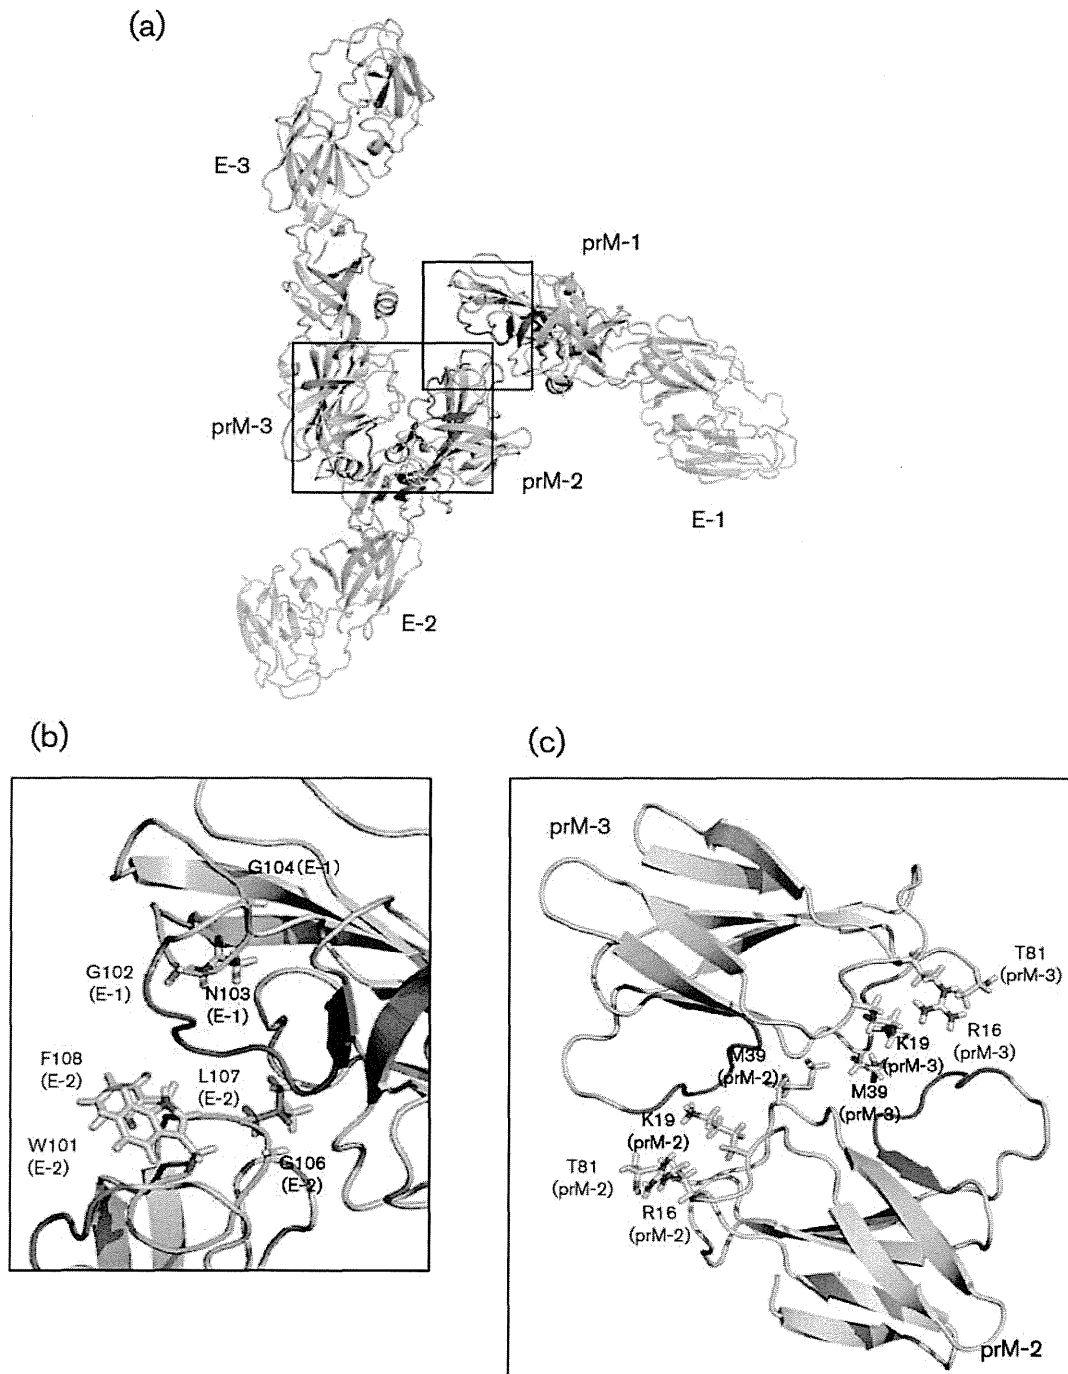 (a)
E-3
prM-1
prM-3
prM-2
E-1
E-2
(b)
G104(E-1)
G102
(E-1)
N103
(E-1)
F108
(E-2)
L107
(E-2)
W101
(E-2)
G106
(E-2)
(c)
prM-3
T81
(prM-3)
R16
(prM-3)
K19
(prM-3)
M39
(prM-2)
M39
(prM-3)
K19
(prM-2)
T81
(prM-2)
R16
(prM-2)
prM-2